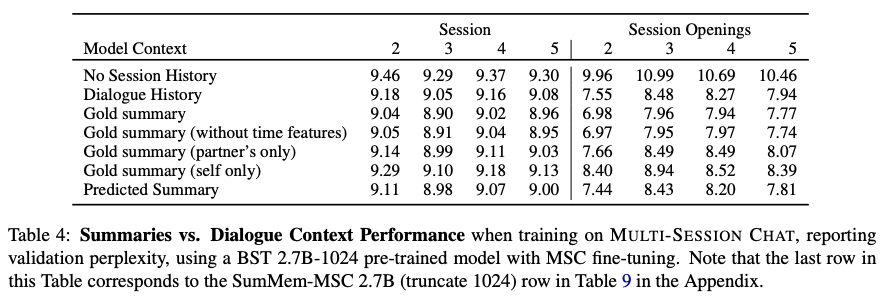 Session Session Openings
Model Context 2 3 4 5 2 3 4 5
No Session History 9.46 9.29 9.37 9.30 9.96 10.99 10.69 10.46
Dialogue History 9.18 9.05 9.16 9.08 7.55 8.48 8.27 7.94
Gold summary 9.04 8.90 9.02 8.96 6.98 7.96 7.94 7.77
Gold summary (without time features) 9.05 8.91 9.04 8.95 6.97 7.95 7.97 7.74
Gold summary (partner's only) 9.14 8.99 9.11 9.03 7.66 8.49 8.49 8.07
Gold summary (self only) 9.29 9.10 9.18 9.13 8.40 8.94 8.52 8.39
Predicted Summary 9.11 8.98 9.07 9.00 7.44 8.43 8.20 7.81
Table 4: Summaries vs. Dialogue Context Performance when training on MULTI-SESSION CHAT, reporting
validation perplexity, using a BST 2.7B-1024 pre-trained model with MSC fine-tuning. Note that the last row in
this Table corresponds to the SumMem-MSC 2.7B (truncate 1024) row in Table 9 in the Appendix.